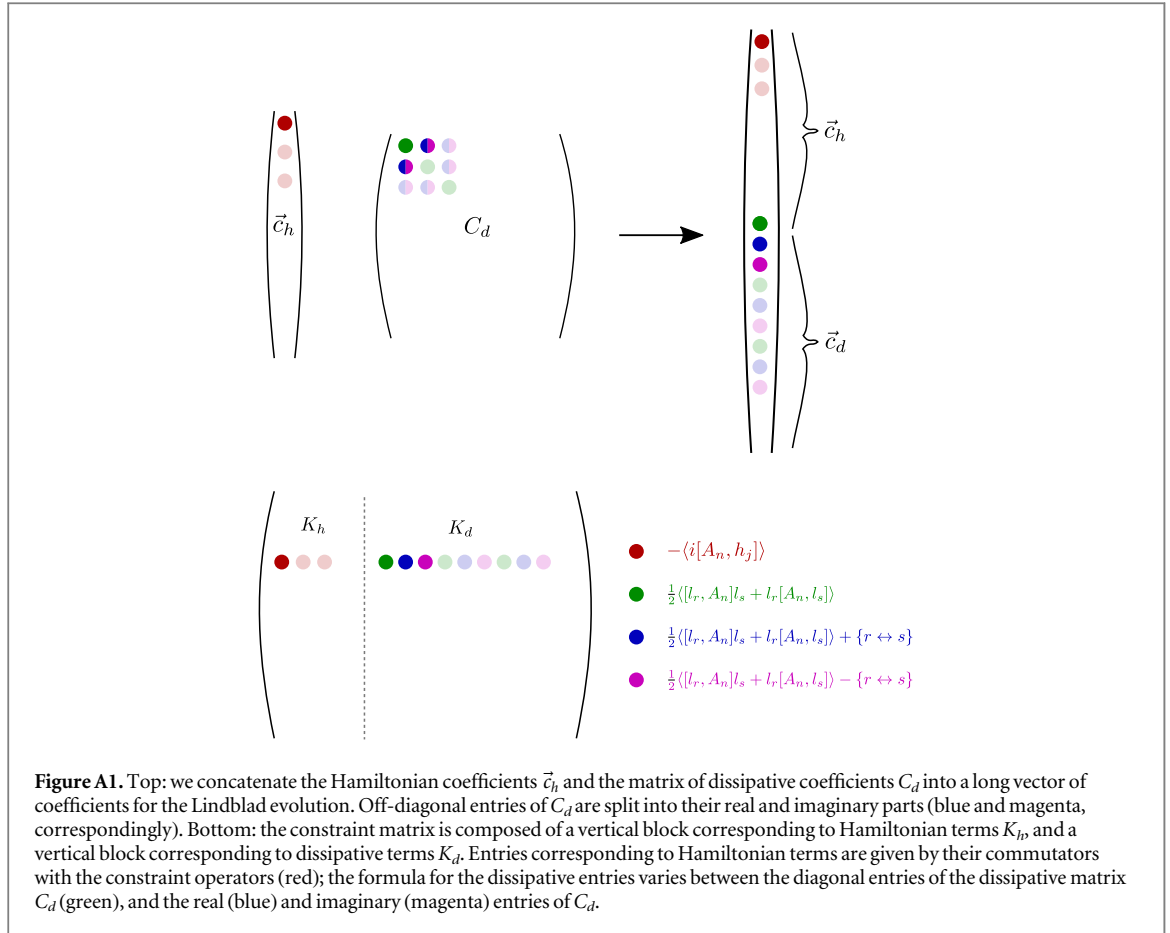 $\vec{c}_h$
$C_d$
$\vec{c}_h$
$\vec{c}_d$
$K_h$
$K_d$
$-\langle i[A_n, h_j]\rangle$
$\frac{1}{2}\langle [l_r, A_n]l_s + l_r[A_n, l_s]\rangle$
$\frac{1}{2}\langle [l_r, A_n]l_s + l_r[A_n, l_s]\rangle + \{r \leftrightarrow s\}$
$\frac{1}{2}\langle [l_r, A_n]l_s + l_r[A_n, l_s]\rangle - \{r \leftrightarrow s\}$
Figure A1. Top: we concatenate the Hamiltonian coefficients $\vec{c}_h$ and the matrix of dissipative coefficients $C_d$ into a long vector of
coefficients for the Lindblad evolution. Off-diagonal entries of $C_d$ are split into their real and imaginary parts (blue and magenta,
correspondingly). Bottom: the constraint matrix is composed of a vertical block corresponding to Hamiltonian terms $K_h$, and a
vertical block corresponding to dissipative terms $K_d$. Entries corresponding to Hamiltonian terms are given by their commutators
with the constraint operators (red); the formula for the dissipative entries varies between the diagonal entries of the dissipative matrix
$C_d$ (green), and the real (blue) and imaginary (magenta) entries of $C_d$.